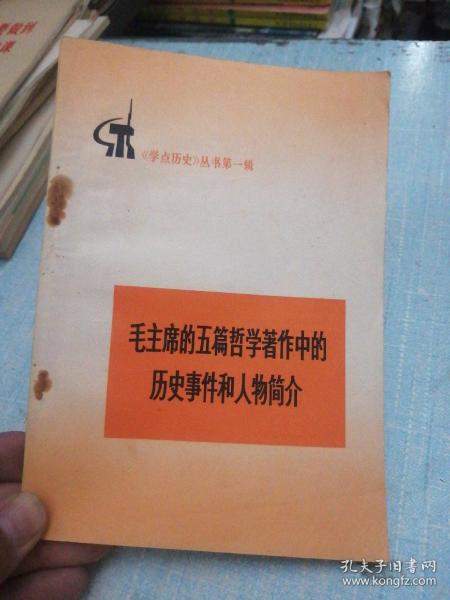 《学点历史》丛书第一辑
毛主席的五篇哲学著作中的
历史事件和人物简介
孔夫子旧书网
www.kongfz.com